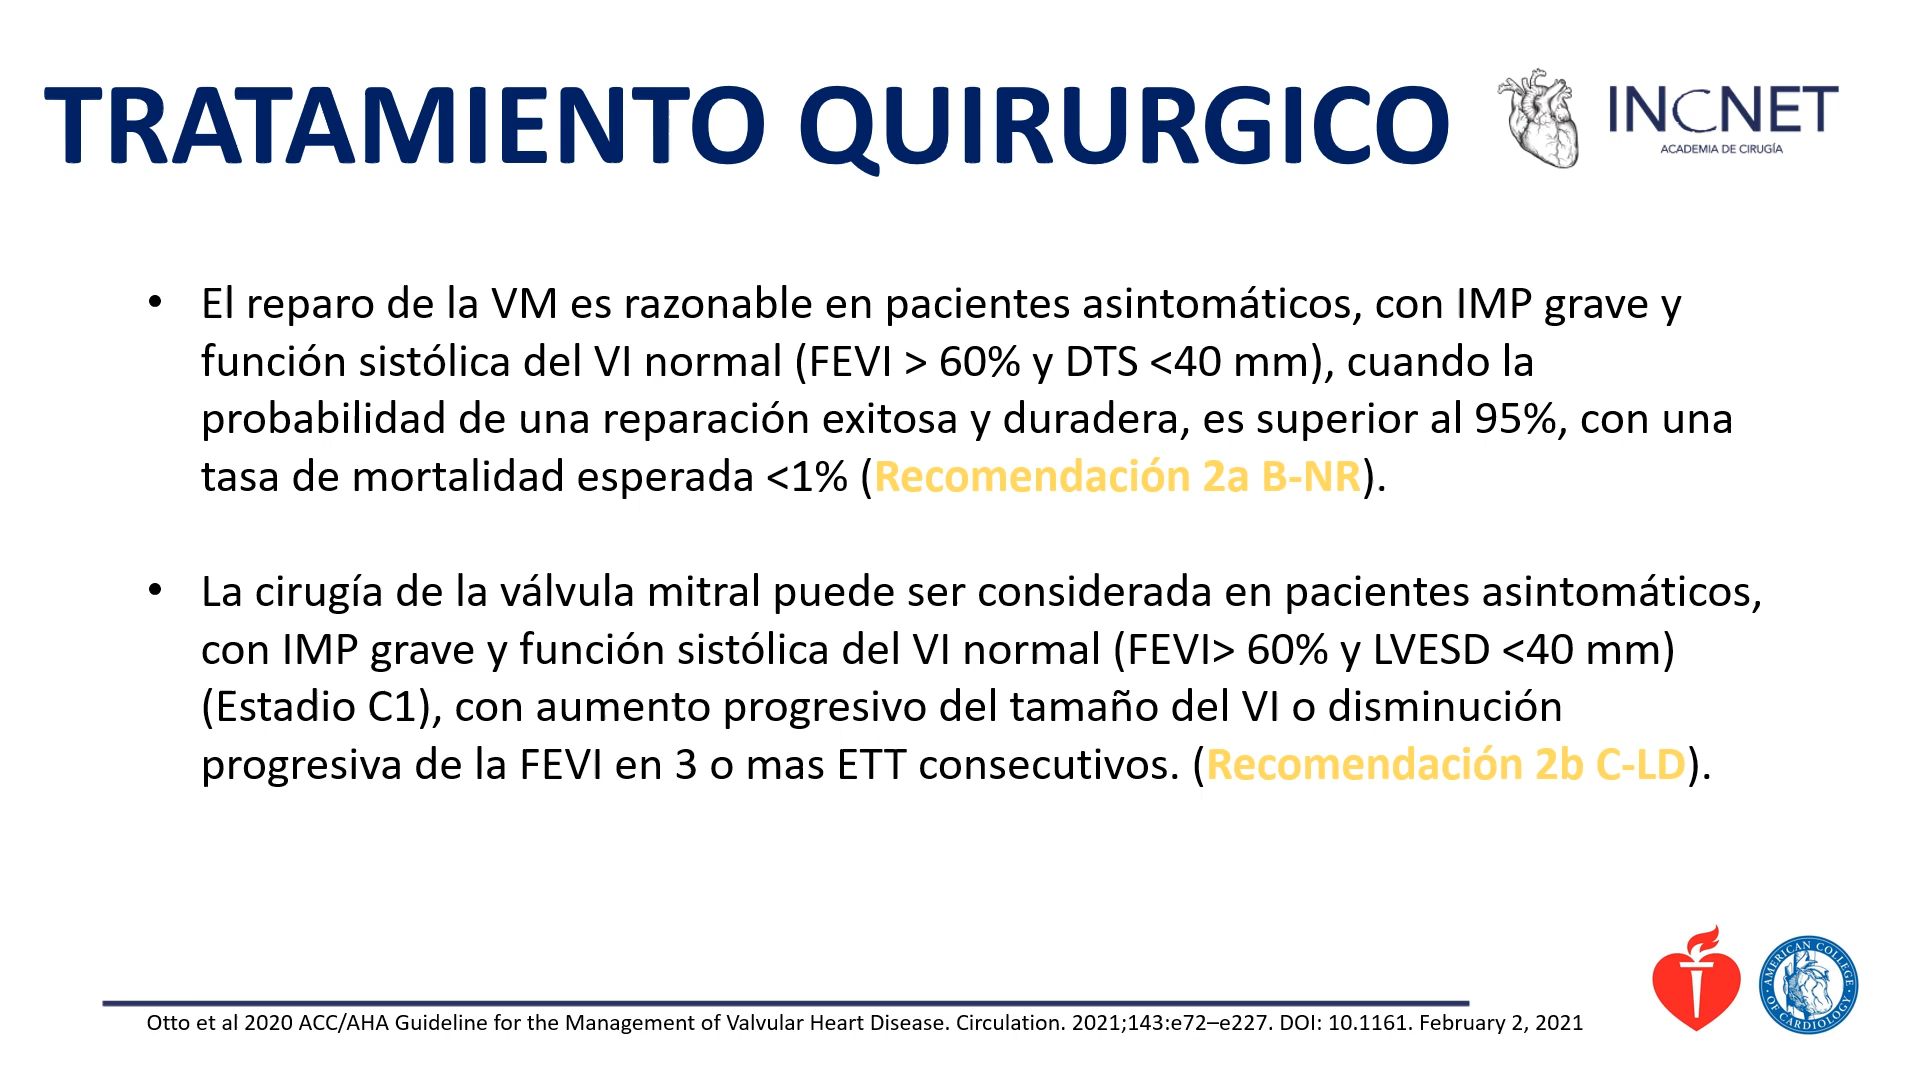 TRATAMIENTO QUIRURGICO
INCNET
ACADEMIA DE CIRUGÍA
• El reparo de la VM es razonable en pacientes asintomáticos, con IMP grave y
función sistólica del VI normal (FEVI > 60% y DTS <40 mm), cuando la
probabilidad de una reparación exitosa y duradera, es superior al 95%, con una
tasa de mortalidad esperada <1% (Recomendación 2a B-NR).
• La cirugía de la válvula mitral puede ser considerada en pacientes asintomáticos,
con IMP grave y función sistólica del VI normal (FEVI> 60% y LVESD <40 mm)
(Estadio C1), con aumento progresivo del tamaño del VI o disminución
progresiva de la FEVI en 3 o mas ETT consecutivos. (Recomendación 2b C-LD).
AMERICAN COLLEGE
OF CARDIOLOGY
Otto et al 2020 ACC/AHA Guideline for the Management of Valvular Heart Disease. Circulation. 2021;143:e72–e227. DOI: 10.1161. February 2, 2021